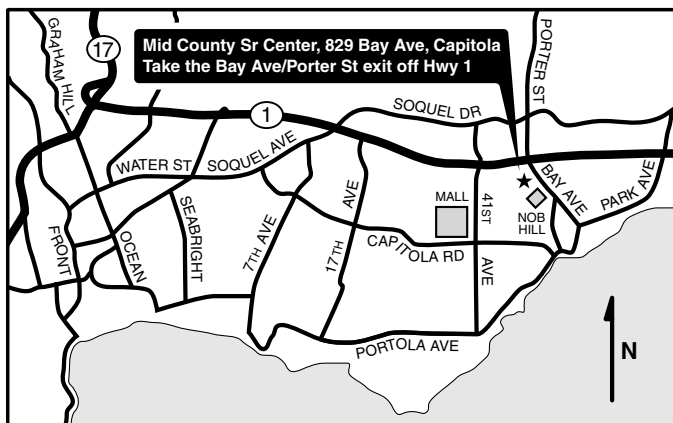 GRAHAM HILL
17
Mid County Sr Center, 829 Bay Ave, Capitola
Take the Bay Ave/Porter St exit off Hwy 1
PORTER ST
1
SOQUEL DR
WATER ST
SOQUEL AVE
MALL
41ST
AVE
BAY AVE
PARK AVE
NOB
HILL
FRONT
OCEAN
SEABRIGHT
7TH AVE
17TH
AVE
CAPITOLA RD
PORTOLA AVE
N